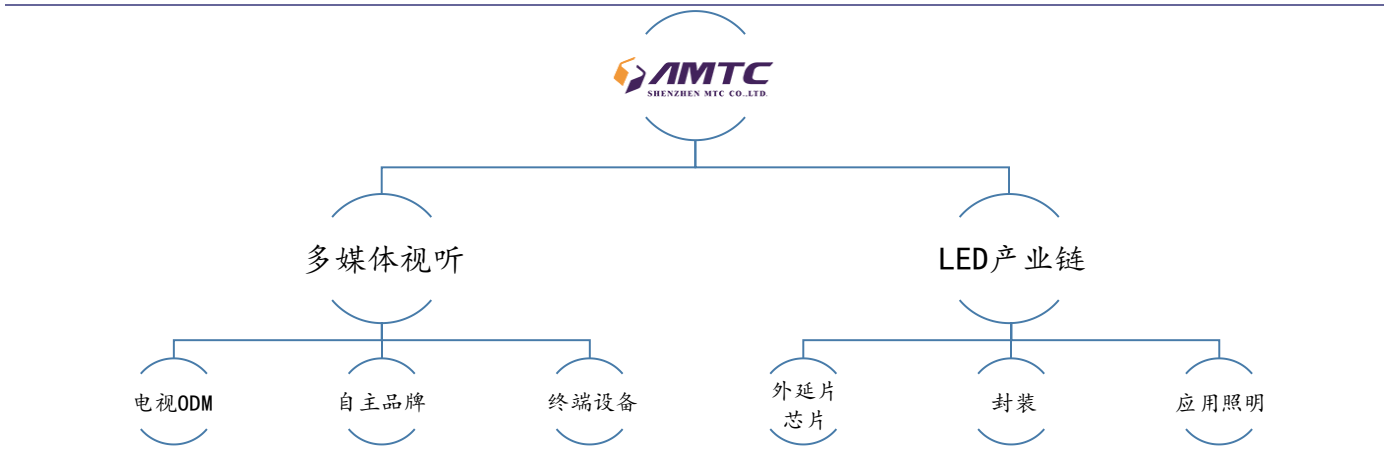 AMTC
SHENZHEN MTC CO.,LTD.
多媒体视听
LED产业链
电视ODM
自主品牌
终端设备
外延片
芯片
封装
应用照明